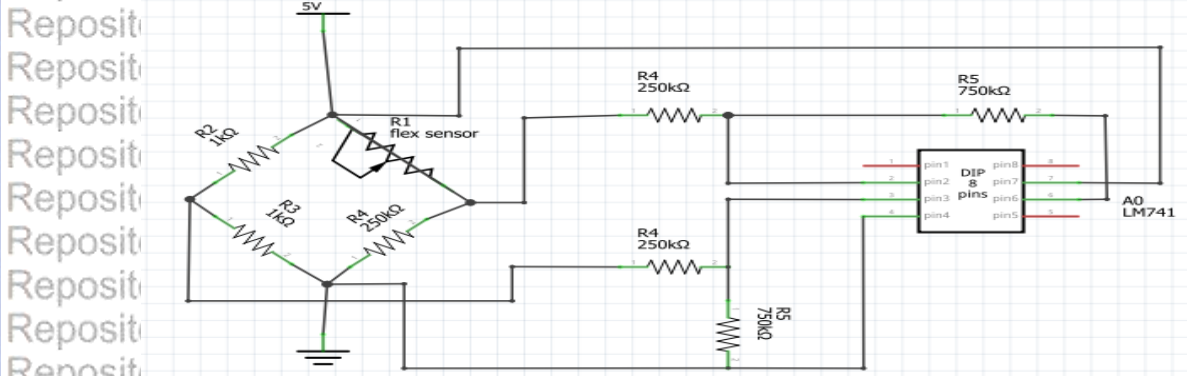 5V
R4
250kΩ
R5
750kΩ
R1
flex sensor
R2
1kΩ
R3
1kΩ
R4
250kΩ
R4
250kΩ
R5
750kΩ
DIP
8
pins
pin1
pin2
pin3
pin4
pin8
pin7
pin6
pin5
A0
LM741
Reposit
Reposit
Reposit
Reposit
Reposit
Reposit
Reposit
Reposit
Reposit